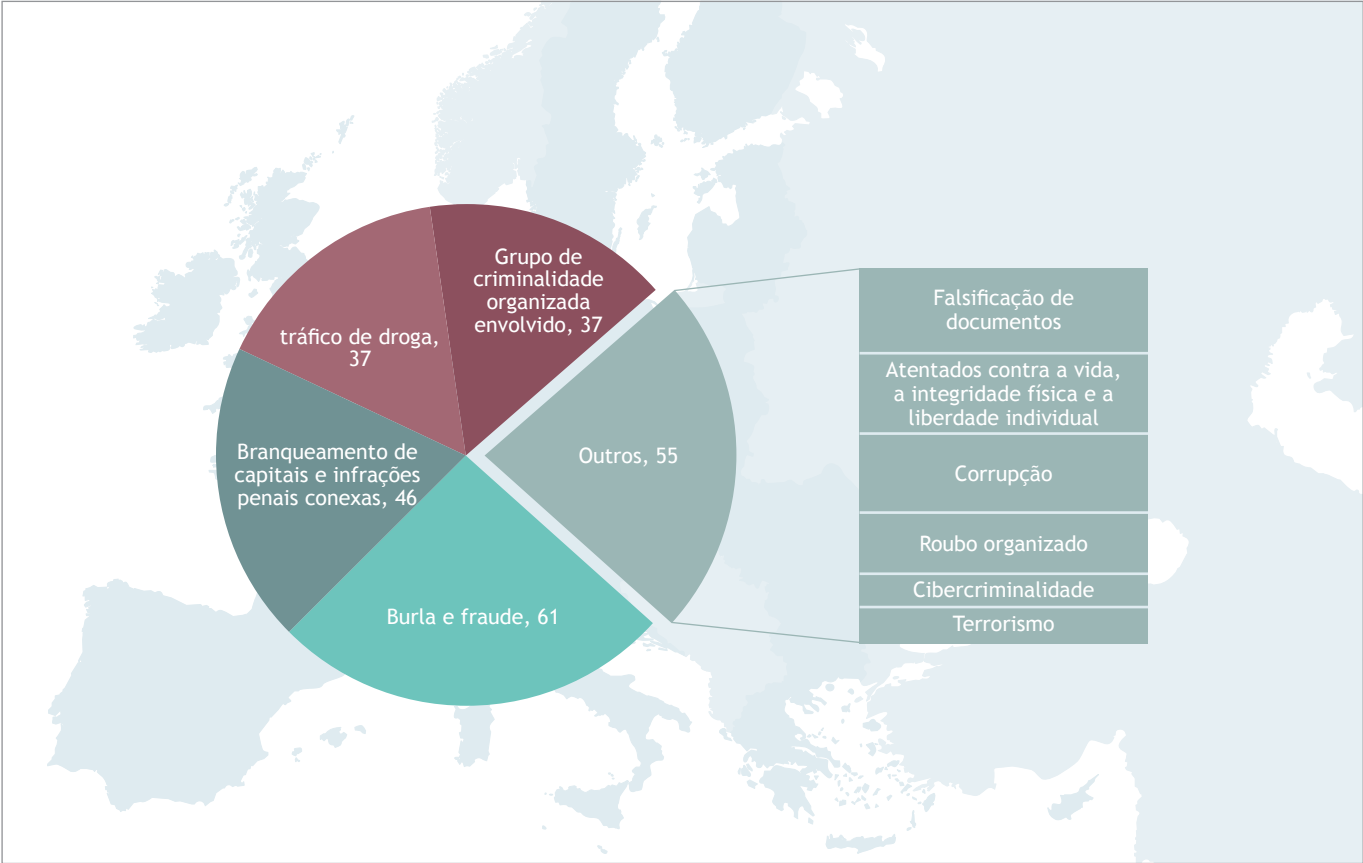 Grupo de
criminalidade
organizada
envolvido, 37
tráfico de droga,
37
Branqueamento de
capitais e infrações
penais conexas, 46
Outros, 55
Burla e fraude, 61
Falsificação de
documentos
Atentados contra a vida,
a integridade física e a
liberdade individual
Corrupção
Roubo organizado
Cibercriminalidade
Terrorismo